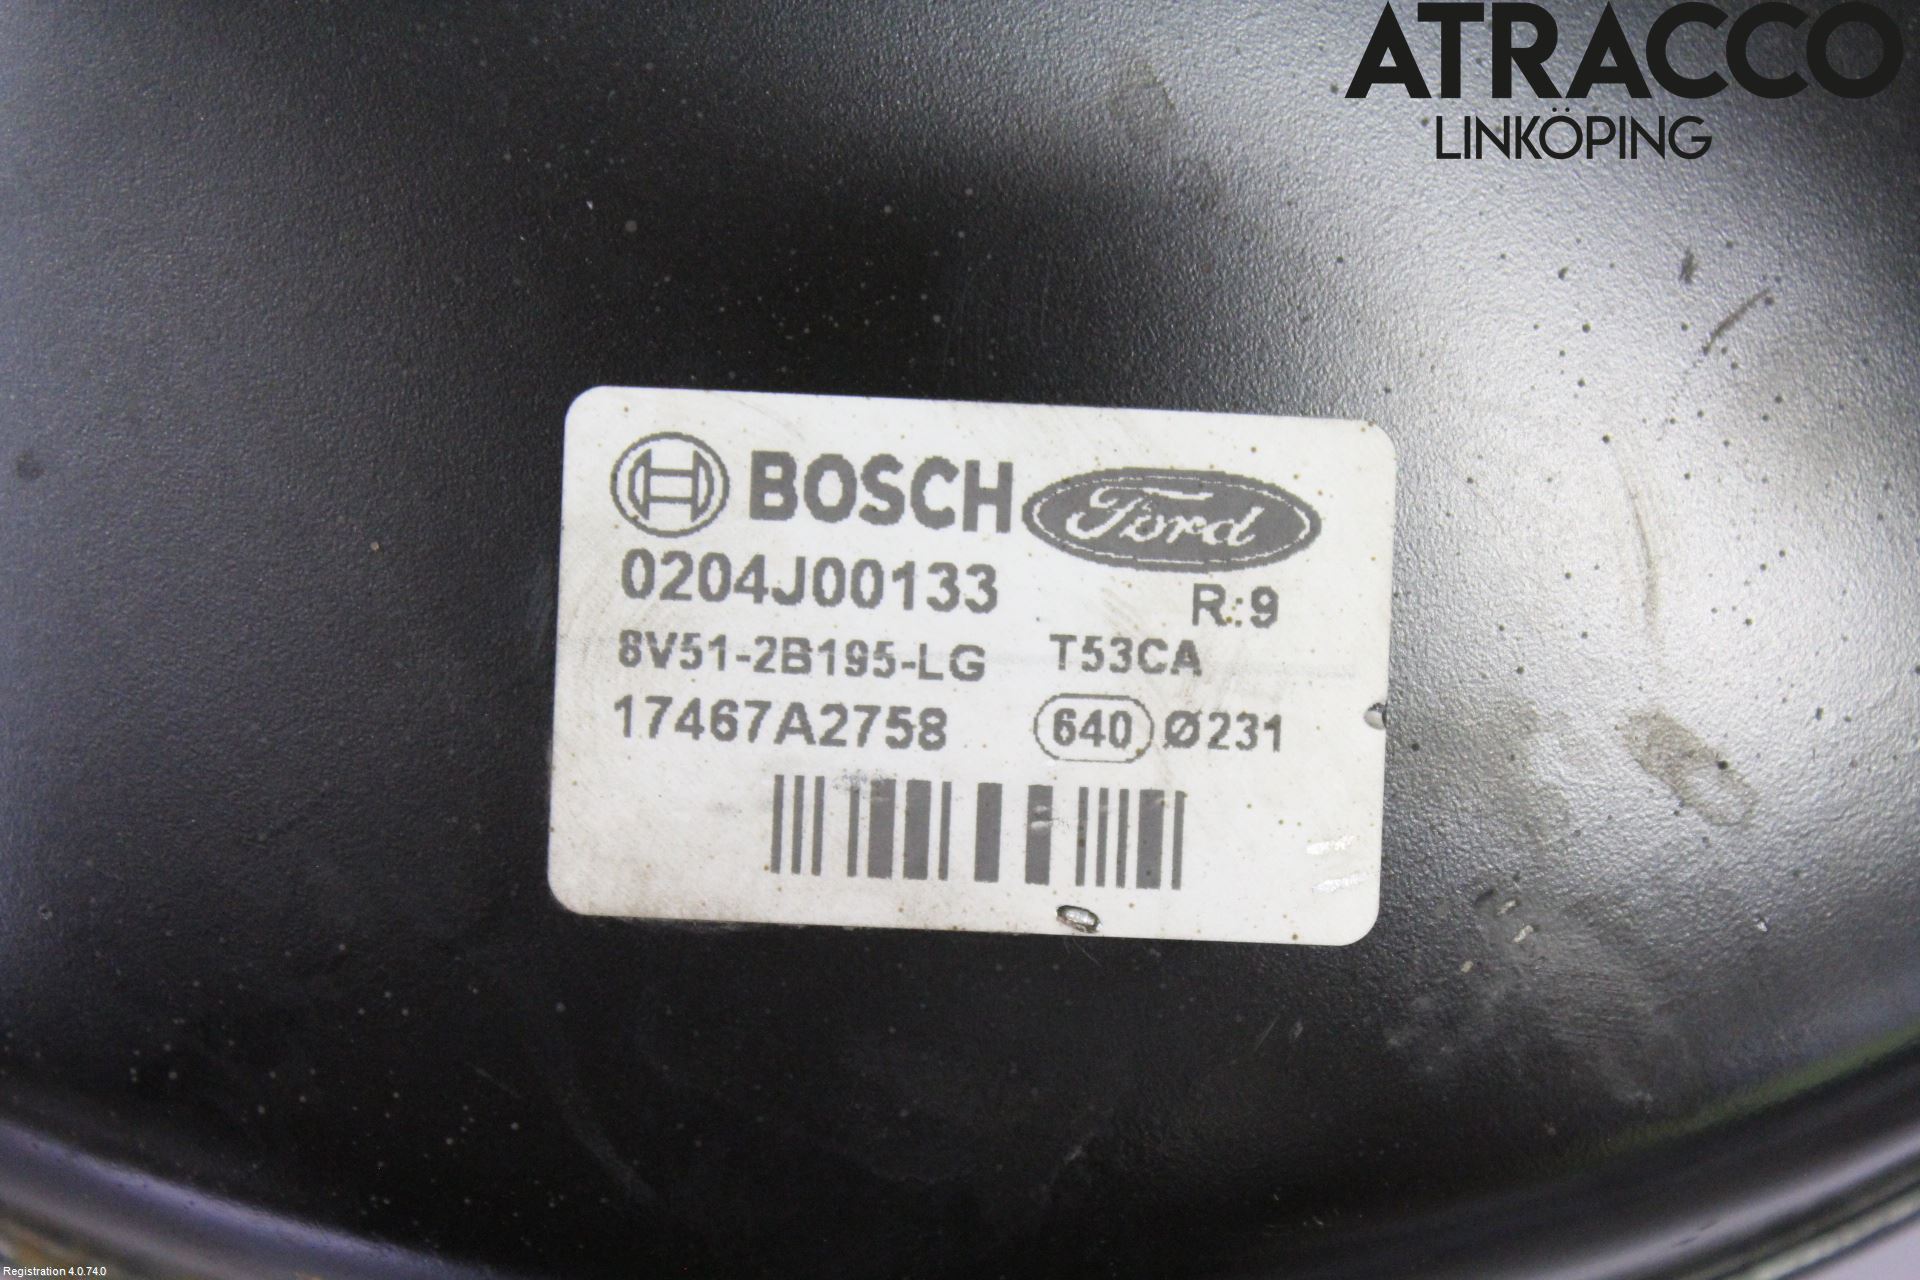 ATRACCO
LINKÖPING
BOSCH Ford
0204J00133 R:9
8V51-2B195-LG T53CA
17467A2758 640 Ø231
Registration 4.0.74.0